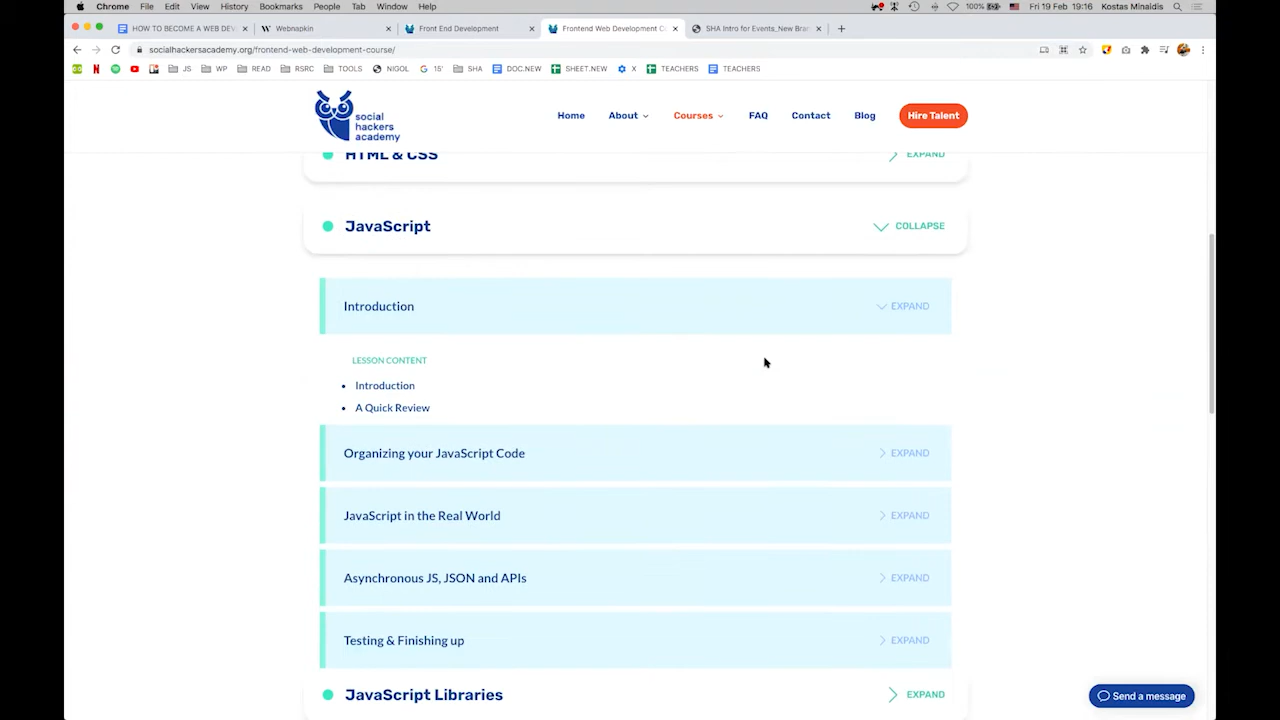 Chrome File Edit View History Bookmarks People Tab Window Help 100% Fri 19 Feb 19:16 Kostas Minaidis
HOW TO BECOME A WEB DEV Webnapkin Front End Development Frontend Web Development C SHA Intro for Events_New Bran
socialhackersacademy.org/frontend-web-development-course/
JS WP READ RSRC TOOLS NIGOL 15' SHA DOC.NEW SHEET.NEW X TEACHERS TEACHERS
social
hackers
academy
Home About Courses FAQ Contact Blog Hire Talent
HTML & CSS EXPAND
JavaScript COLLAPSE
Introduction EXPAND
LESSON CONTENT
• Introduction
• A Quick Review
Organizing your JavaScript Code EXPAND
JavaScript in the Real World EXPAND
Asynchronous JS, JSON and APIs EXPAND
Testing & Finishing up EXPAND
JavaScript Libraries EXPAND
Send a message